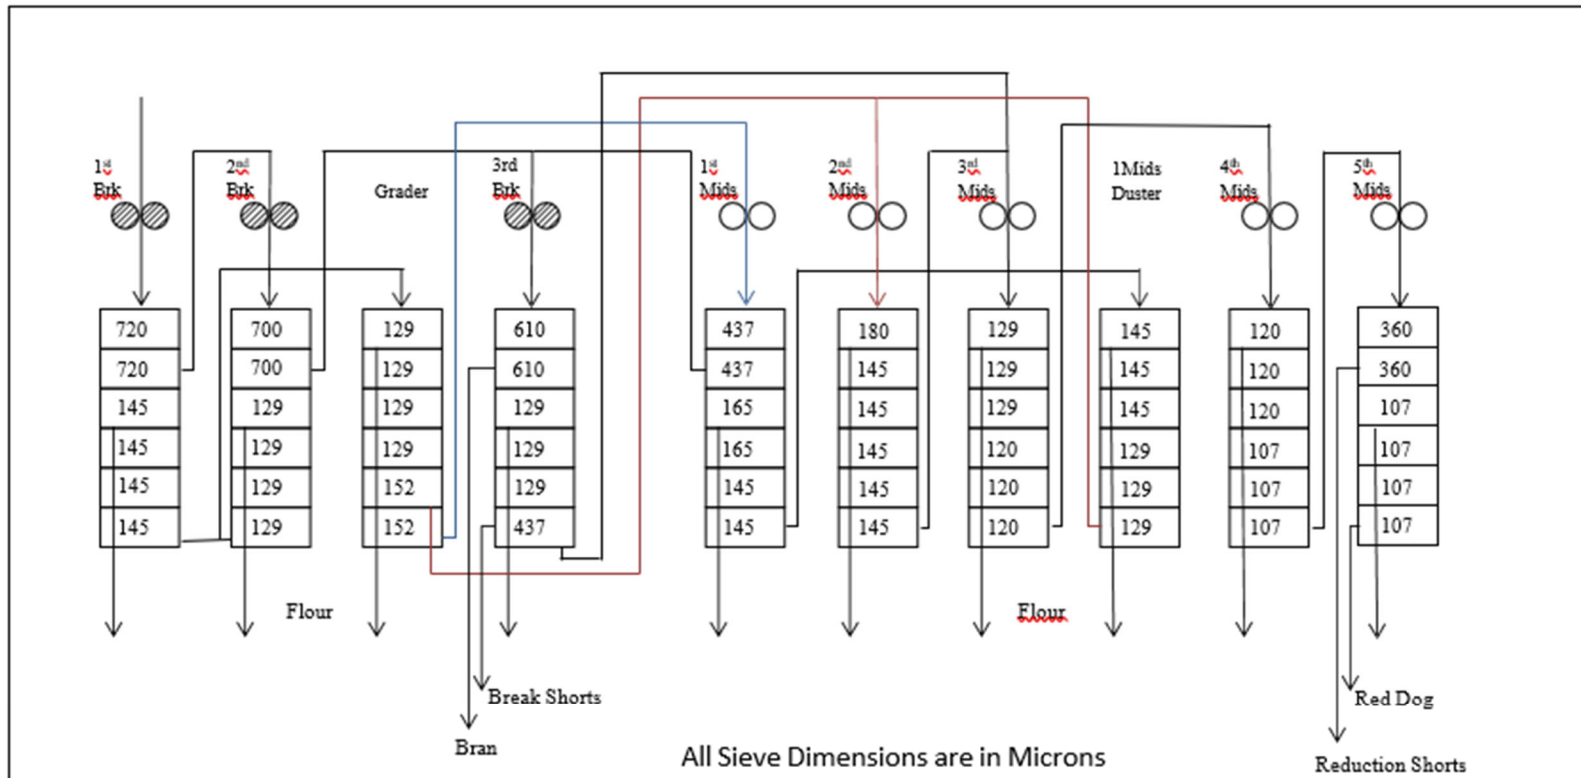 1st
Brk
2nd
Brk
Grader
3rd
Brk
1st
Mids
2nd
Mids
3rd
Mids
1Mids
Duster
4th
Mids
5th
Mids
720 700 129 610 437 180 129 145 120 360
720 700 129 610 437 145 129 145 120 360
145 129 129 129 165 145 129 145 120 107
145 129 129 129 165 145 120 129 107 107
145 129 152 129 145 145 120 129 107 107
145 129 152 437 145 145 120 129 107 107
Flour
Flour
Break Shorts
Red Dog
Bran
All Sieve Dimensions are in Microns
Reduction Shorts